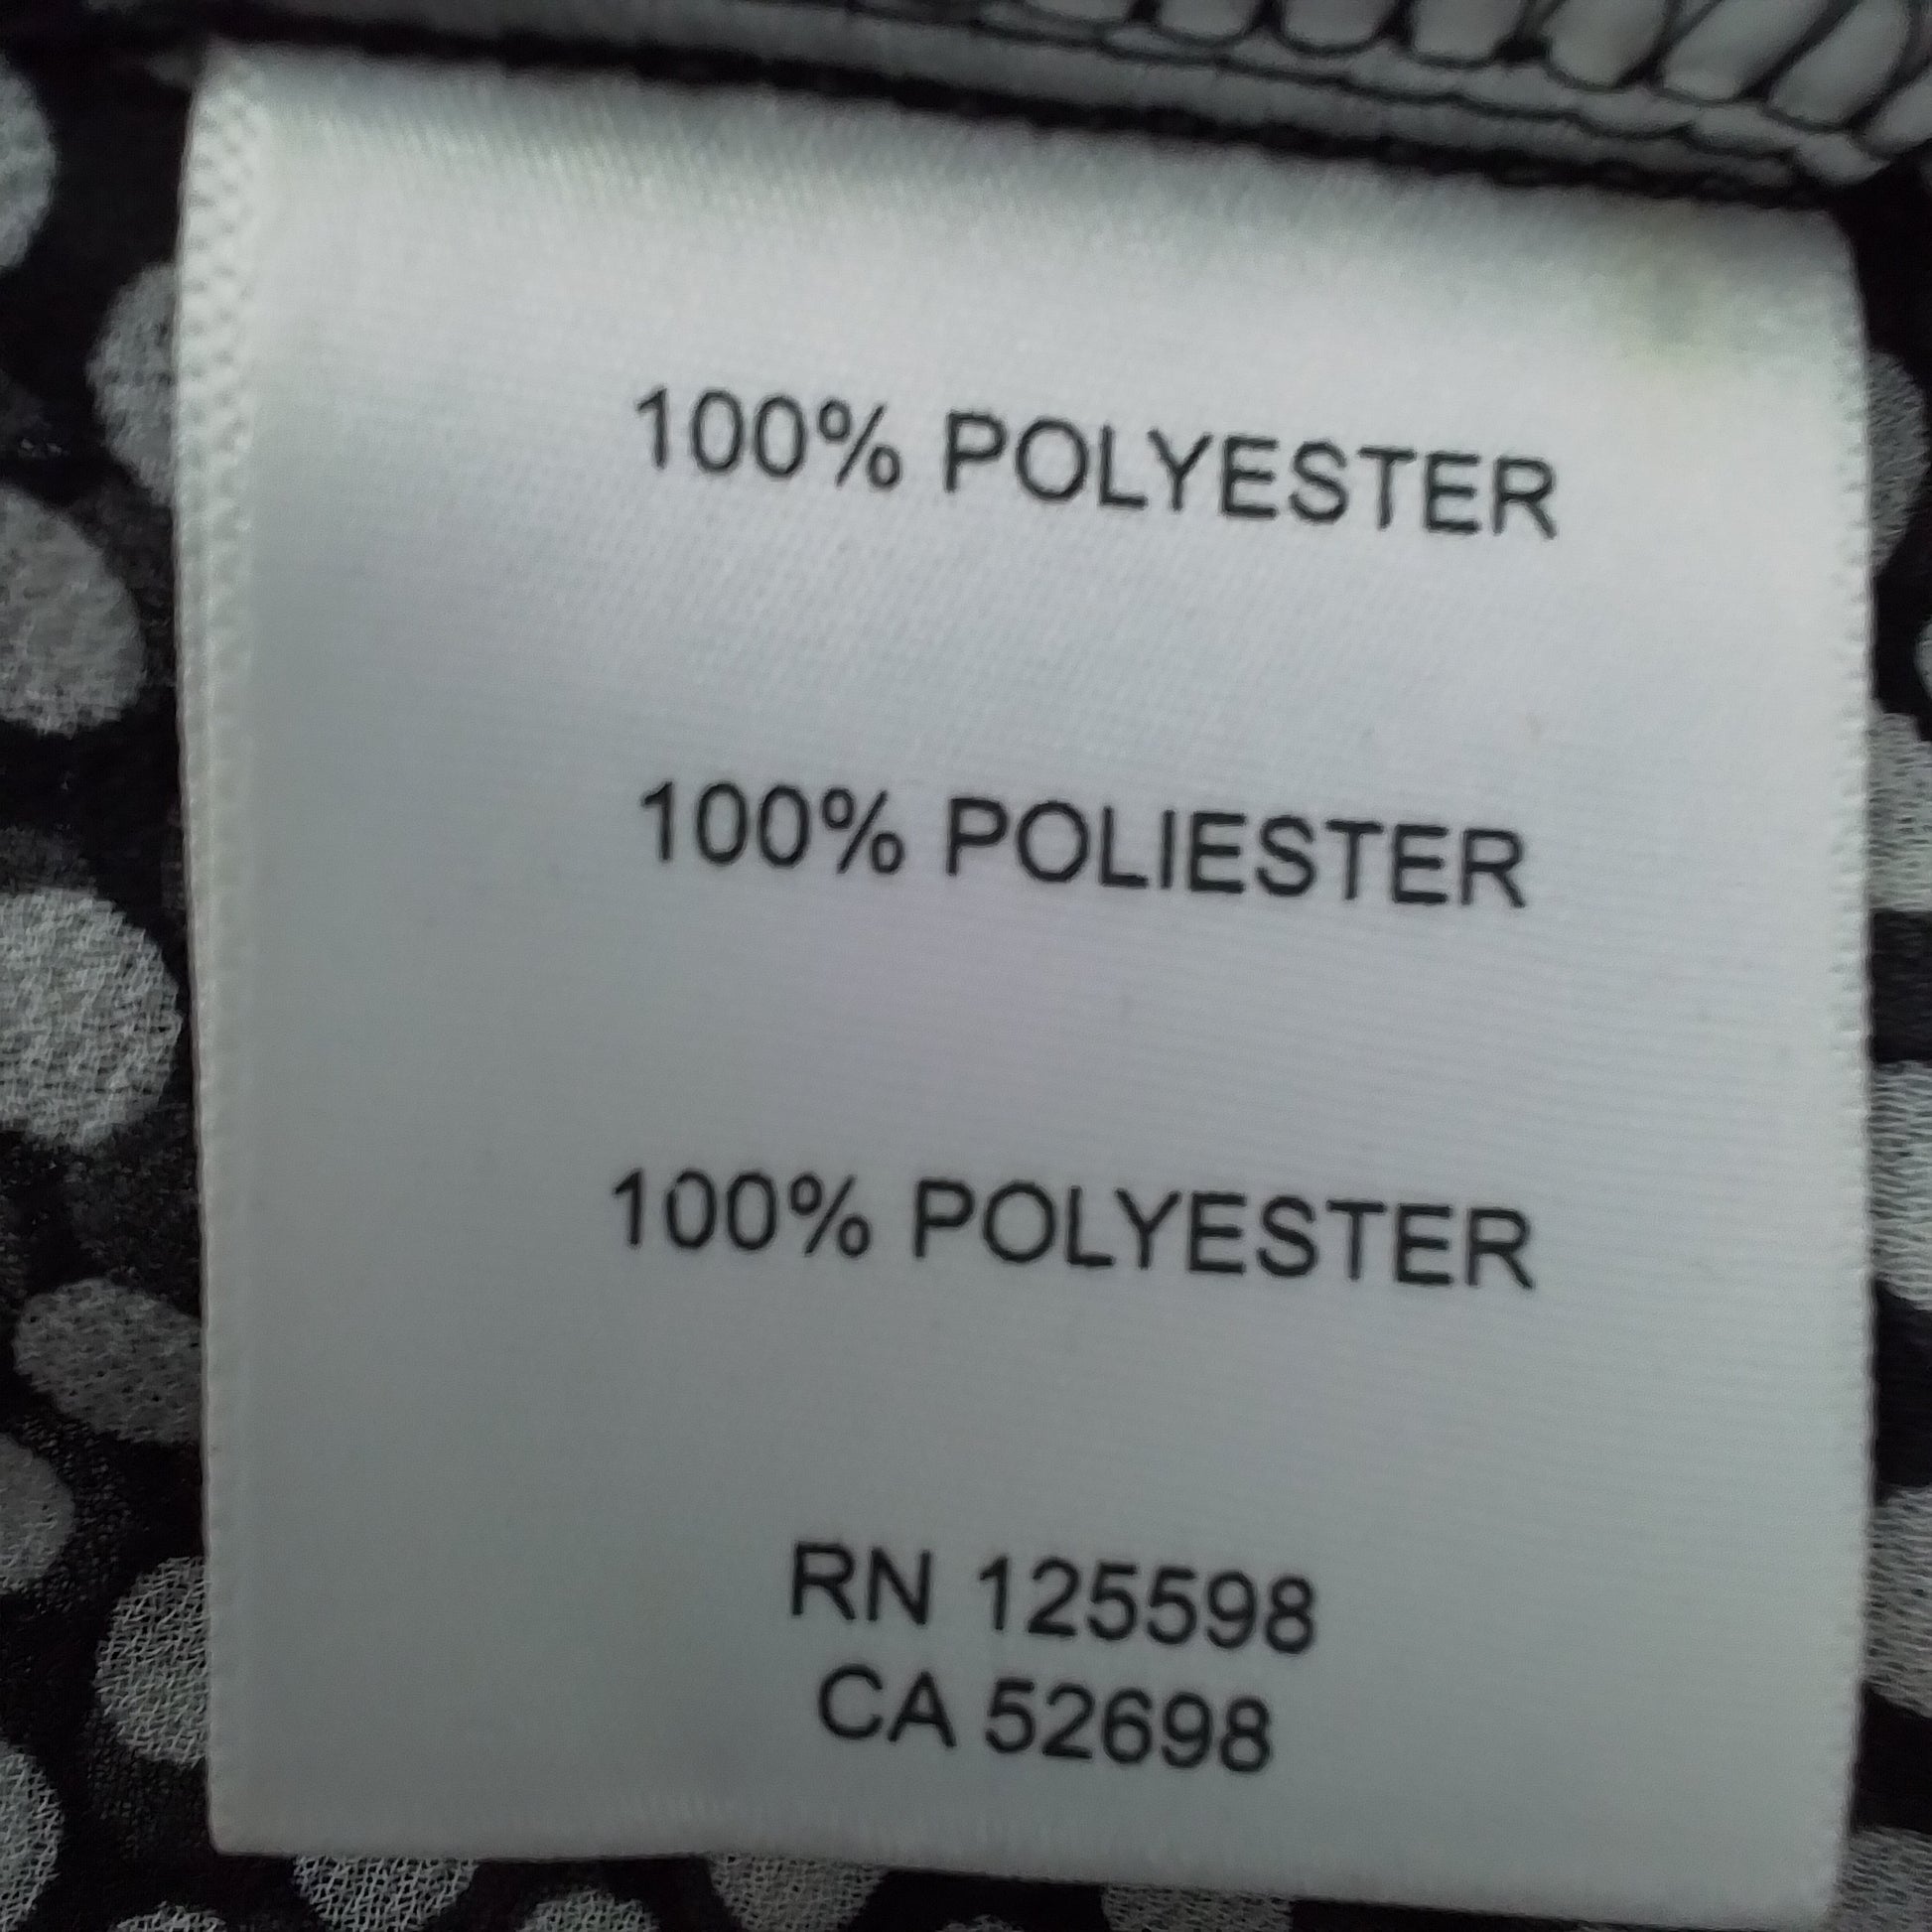 100% POLYESTER
100% POLIESTER
100% POLYESTER
RN 125598
CA 52698